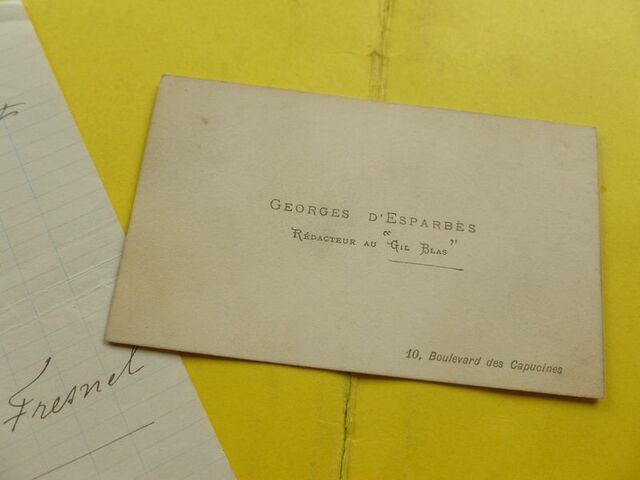 GEORGES D'ESPARBÈS
RÉDACTEUR AU "GIL BLAS"
10, Boulevard des Capucines
Fresnel